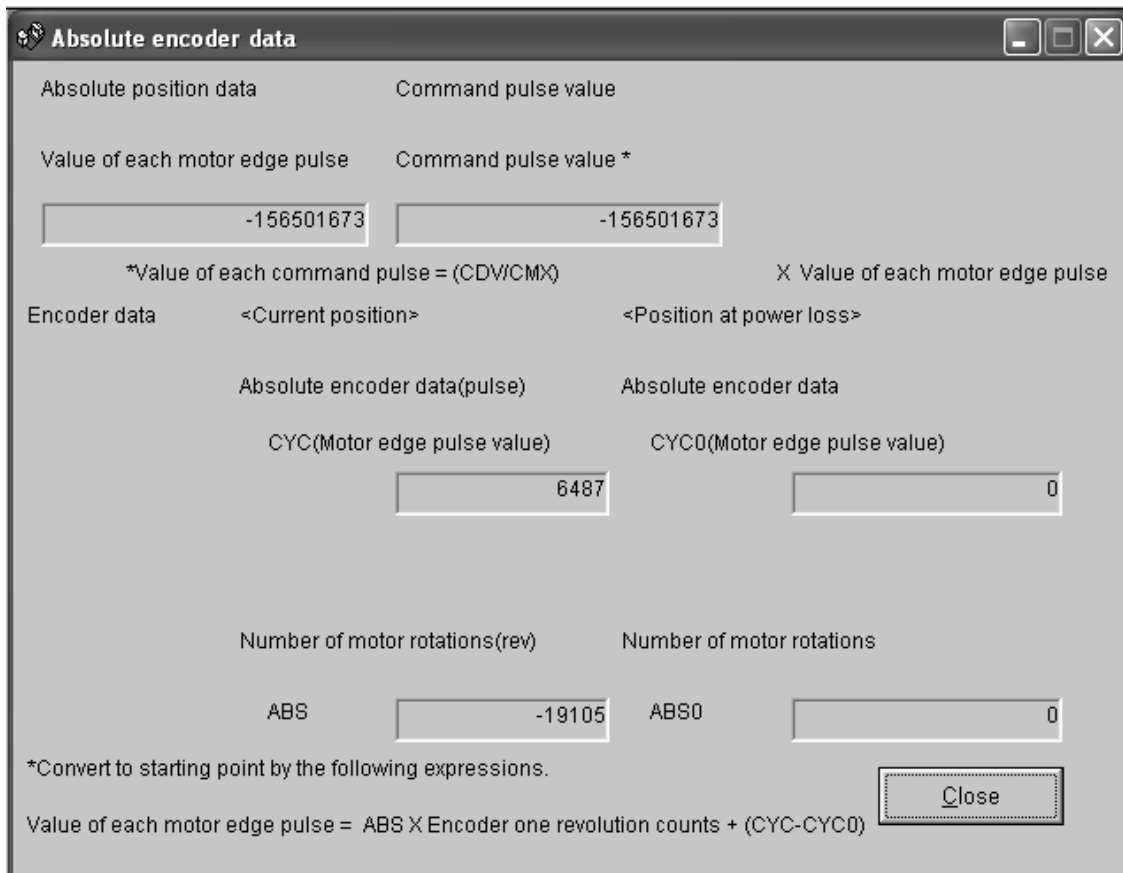 Absolute encoder data
Absolute position data Command pulse value
Value of each motor edge pulse Command pulse value *
-156501673 -156501673
*Value of each command pulse = (CDV/CMX) X Value of each motor edge pulse
Encoder data <Current position> <Position at power loss>
Absolute encoder data(pulse) Absolute encoder data
CYC(Motor edge pulse value) CYC0(Motor edge pulse value)
6487 0
Number of motor rotations(rev) Number of motor rotations
ABS -19105 ABS0 0
*Convert to starting point by the following expressions.
Close
Value of each motor edge pulse = ABS X Encoder one revolution counts + (CYC-CYC0)